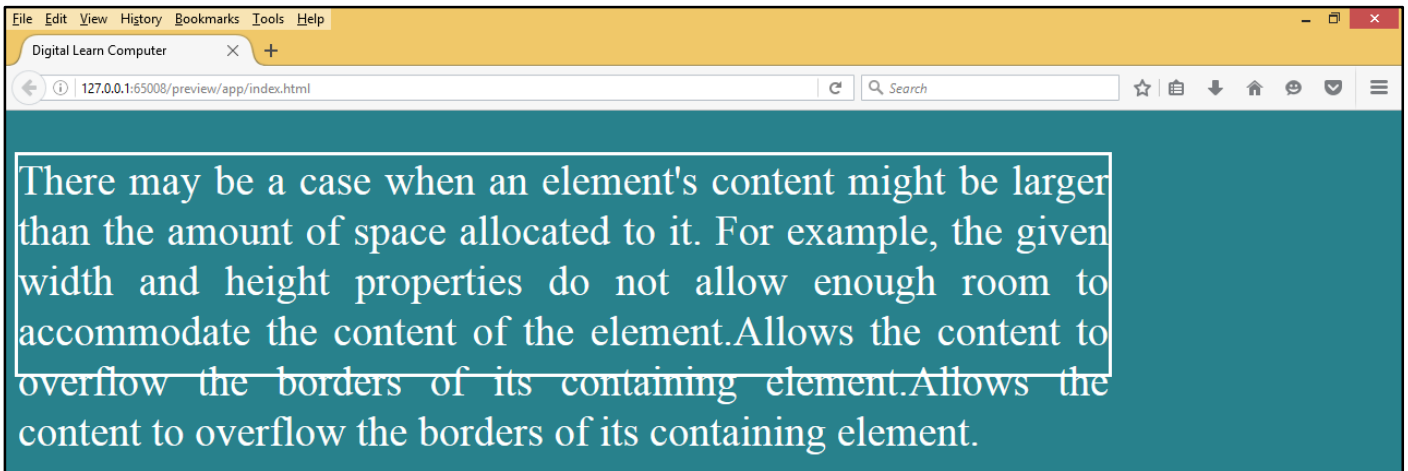 File Edit View History Bookmarks Tools Help
Digital Learn Computer
127.0.0.1:65008/preview/app/index.html
Search
There may be a case when an element's content might be larger
than the amount of space allocated to it. For example, the given
width and height properties do not allow enough room to
accommodate the content of the element.Allows the content to
overflow the borders of its containing element.Allows the
content to overflow the borders of its containing element.